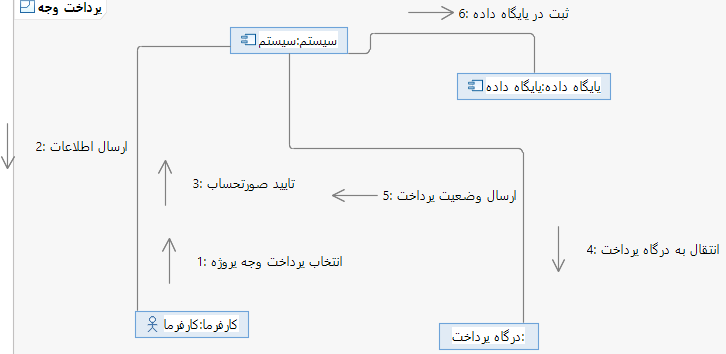 پرداخت وجه
6: ثبت در پایگاه داده
سیستم:سیستم
پایگاه داده:پایگاه داده
2: ارسال اطلاعات
3: تایید صورتحساب
5: ارسال وضعیت پرداخت
4: انتقال به درگاه پرداخت
1: انتخاب پرداخت وجه پروژه
کارفرما:کارفرما
:درگاه پرداخت